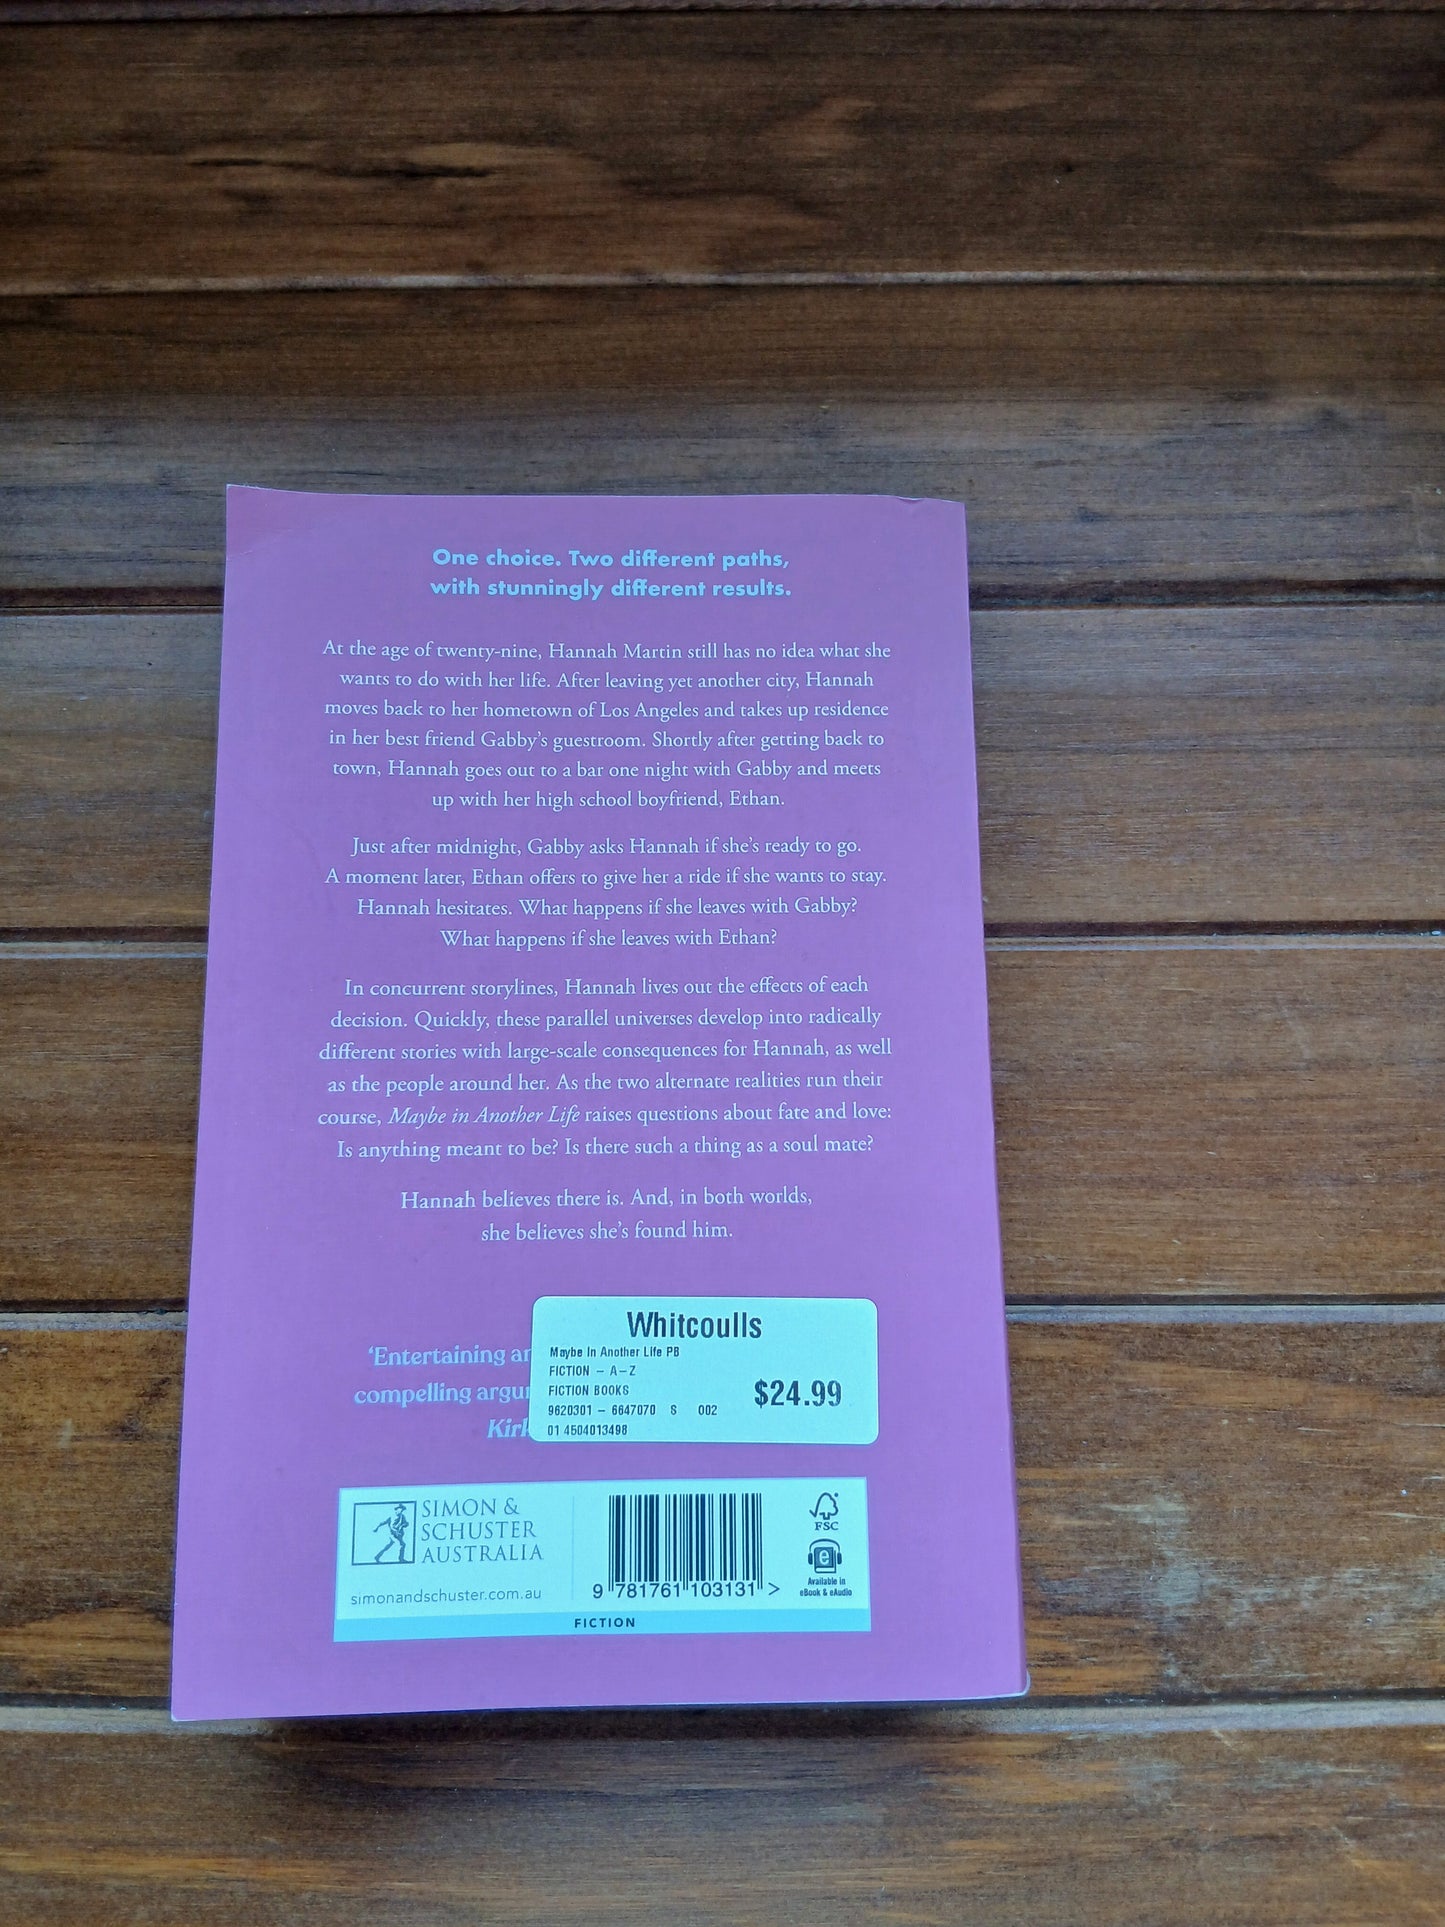 One choice. Two different paths,
with stunningly different results.
At the age of twenty-nine, Hannah Martin still has no idea what she
wants to do with her life. After leaving yet another city, Hannah
moves back to her hometown of Los Angeles and takes up residence
in her best friend Gabby's guestroom. Shortly after getting back to
town, Hannah goes out to a bar one night with Gabby and meets
up with her high school boyfriend, Ethan.
Just after midnight, Gabby asks Hannah if she's ready to go.
A moment later, Ethan offers to give her a ride if she wants to stay.
Hannah hesitates. What happens if she leaves with Gabby?
What happens if she leaves with Ethan?
In concurrent storylines, Hannah lives out the effects of each
decision. Quickly, these parallel universes develop into radically
different stories with large-scale consequences for Hannah, as well
as the people around her. As the two alternate realities run their
course, Maybe in Another Life raises questions about fate and love:
Is anything meant to be? Is there such a thing as a soul mate?
Hannah believes there is. And, in both worlds,
she believes she's found him.
'Entertaining
compelling
Whitcoulls
Maybe In Another Life PB
FICTION - A-Z
FICTION BOOKS
$24.99
9620301 - 6647070 S 002
01 4504013498
SIMON &
SCHUSTER
AUSTRALIA
simonandschuster.com.au
9 781761 103131 >
FSC
e
Available in
eBook & eAudio
FICTION